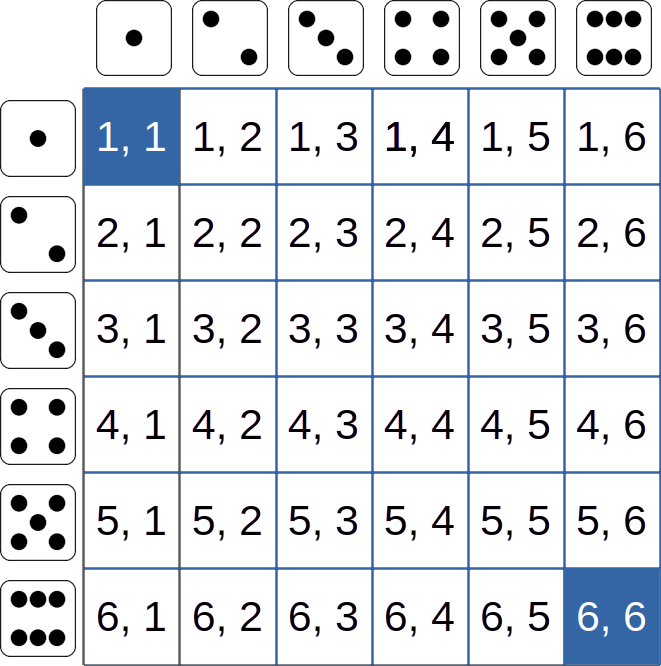 1, 1 1, 2 1, 3 1, 4 1, 5 1, 6
2, 1 2, 2 2, 3 2, 4 2, 5 2, 6
3, 1 3, 2 3, 3 3, 4 3, 5 3, 6
4, 1 4, 2 4, 3 4, 4 4, 5 4, 6
5, 1 5, 2 5, 3 5, 4 5, 5 5, 6
6, 1 6, 2 6, 3 6, 4 6, 5 6, 6